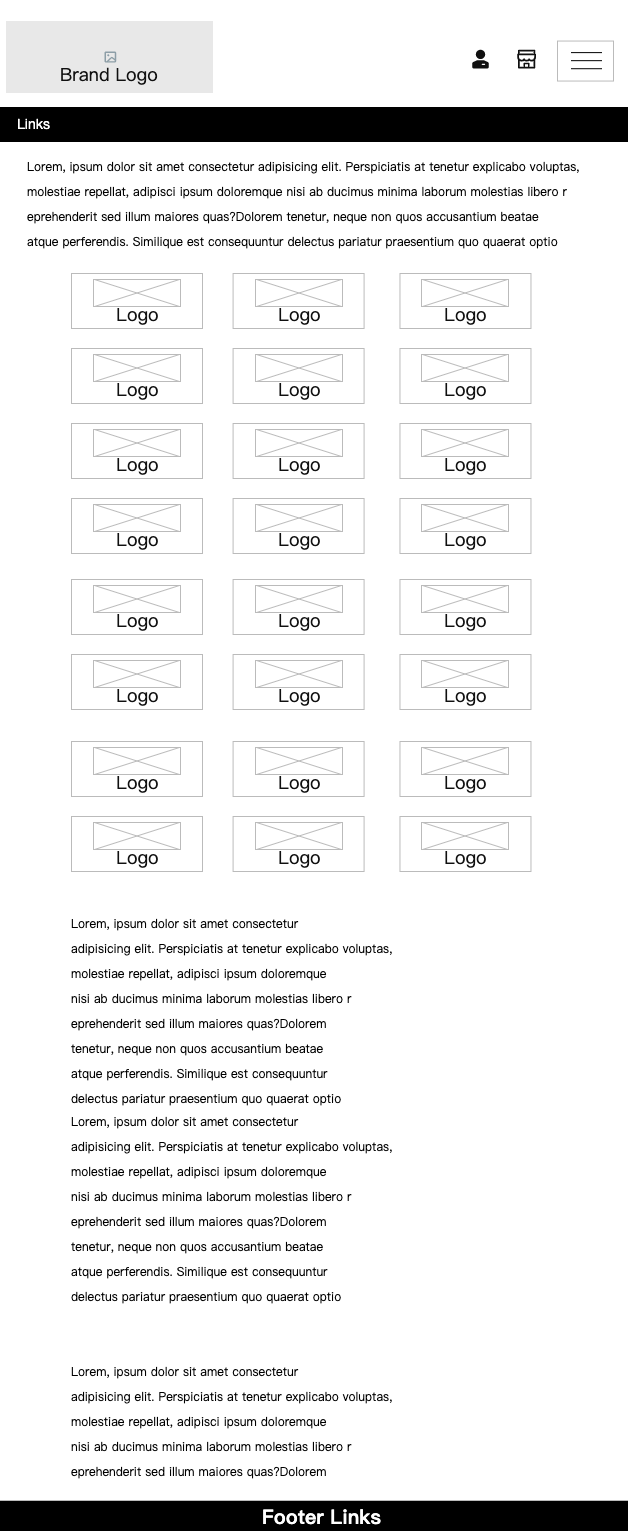 Brand Logo
Links
Lorem, ipsum dolor sit amet consectetur adipisicing elit. Perspiciatis at tenetur explicabo voluptas,
molestiae repellat, adipisci ipsum doloremque nisi ab ducimus minima laborum molestias libero r
eprehenderit sed illum maiores quas?Dolorem tenetur, neque non quos accusantium beatae
atque perferendis. Similique est consequuntur delectus pariatur praesentium quo quaerat optio
Logo Logo Logo
Logo Logo Logo
Logo Logo Logo
Logo Logo Logo
Logo Logo Logo
Logo Logo Logo
Logo Logo Logo
Logo Logo Logo
Lorem, ipsum dolor sit amet consectetur
adipisicing elit. Perspiciatis at tenetur explicabo voluptas,
molestiae repellat, adipisci ipsum doloremque
nisi ab ducimus minima laborum molestias libero r
eprehenderit sed illum maiores quas?Dolorem
tenetur, neque non quos accusantium beatae
atque perferendis. Similique est consequuntur
delectus pariatur praesentium quo quaerat optio
Lorem, ipsum dolor sit amet consectetur
adipisicing elit. Perspiciatis at tenetur explicabo voluptas,
molestiae repellat, adipisci ipsum doloremque
nisi ab ducimus minima laborum molestias libero r
eprehenderit sed illum maiores quas?Dolorem
tenetur, neque non quos accusantium beatae
atque perferendis. Similique est consequuntur
delectus pariatur praesentium quo quaerat optio
Lorem, ipsum dolor sit amet consectetur
adipisicing elit. Perspiciatis at tenetur explicabo voluptas,
molestiae repellat, adipisci ipsum doloremque
nisi ab ducimus minima laborum molestias libero r
eprehenderit sed illum maiores quas?Dolorem
Footer Links